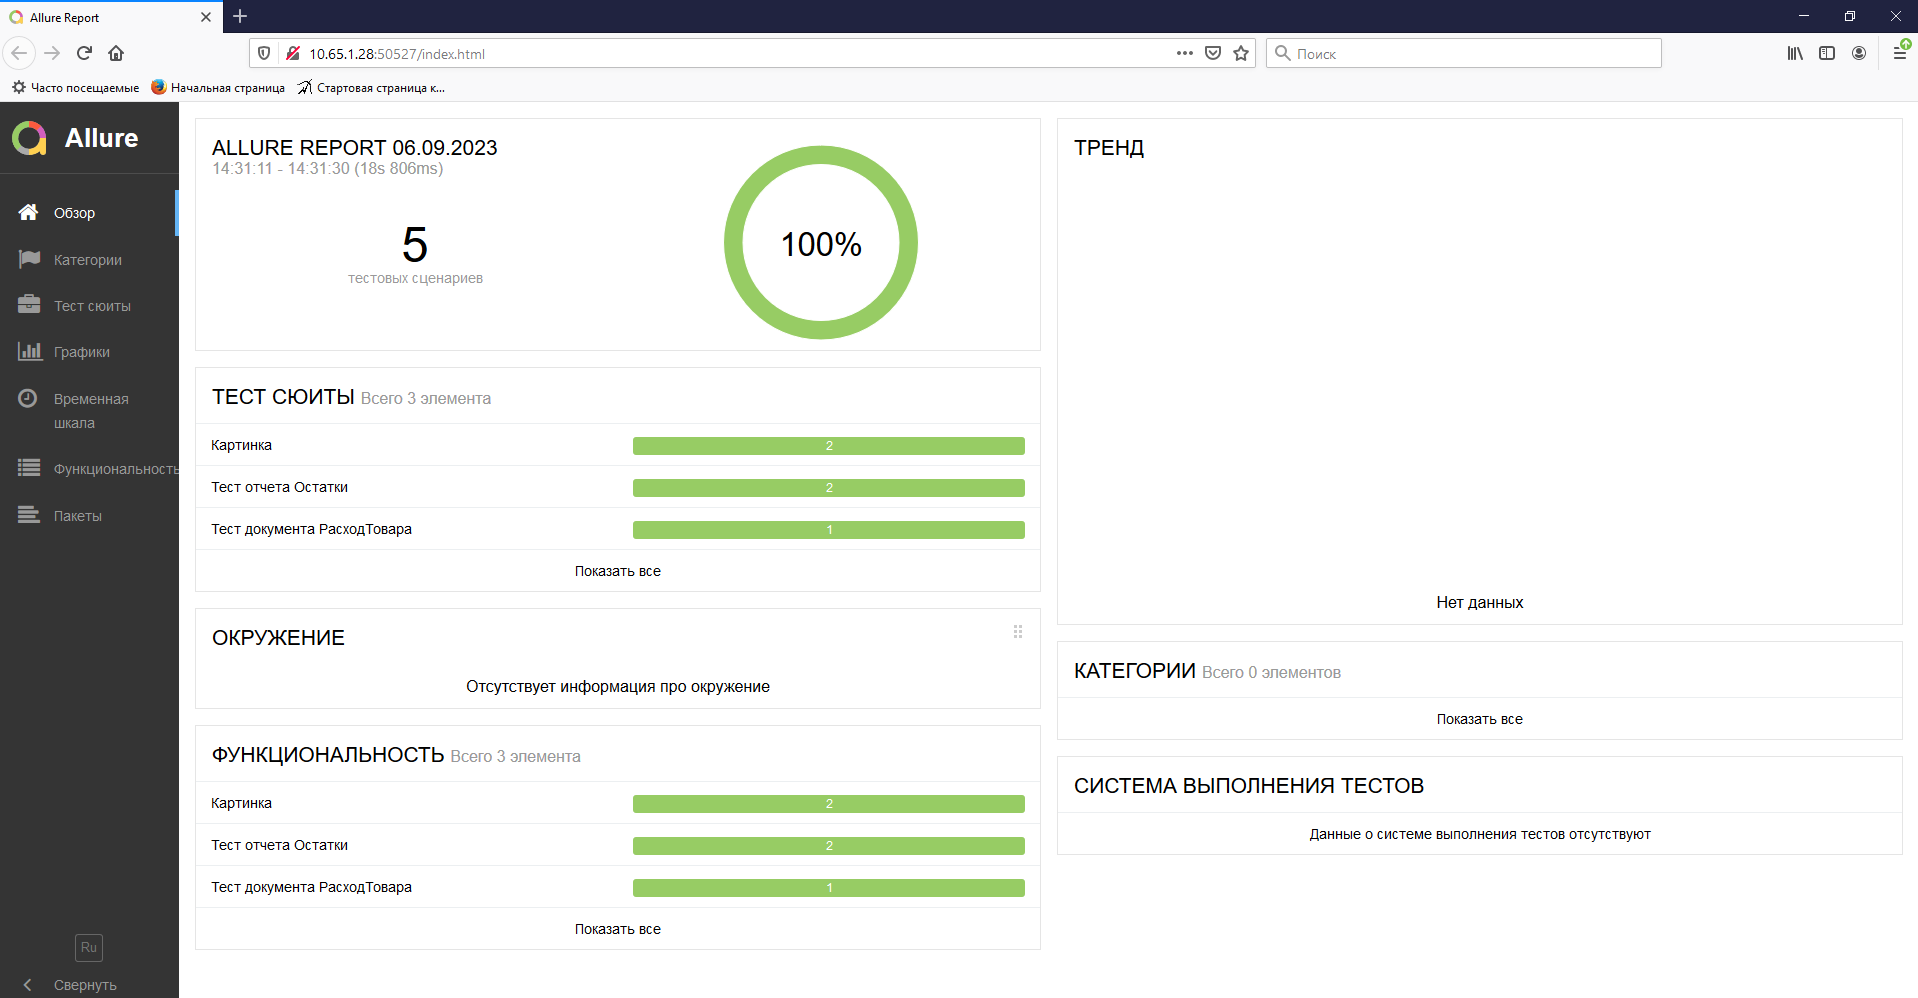 Allure Report
10.65.1.28:50527/index.html
Поиск
Часто посещаемые
Начальная страница
Стартовая страница к...
Allure
Обзор
Категории
Тест сюиты
Графики
Временная
шкала
Функциональность
Пакеты
Ru
Свернуть
ALLURE REPORT 06.09.2023
14:31:11 - 14:31:30 (18s 806ms)
5
тестовых сценариев
100%
ТЕСТ СЮИТЫ Всего 3 элемента
Картинка 2
Тест отчета Остатки 2
Тест документа РасходТовара 1
Показать все
ОКРУЖЕНИЕ
Отсутствует информация про окружение
ФУНКЦИОНАЛЬНОСТЬ Всего 3 элемента
Картинка 2
Тест отчета Остатки 2
Тест документа РасходТовара 1
Показать все
ТРЕНД
Нет данных
КАТЕГОРИИ Всего 0 элементов
Показать все
СИСТЕМА ВЫПОЛНЕНИЯ ТЕСТОВ
Данные о системе выполнения тестов отсутствуют